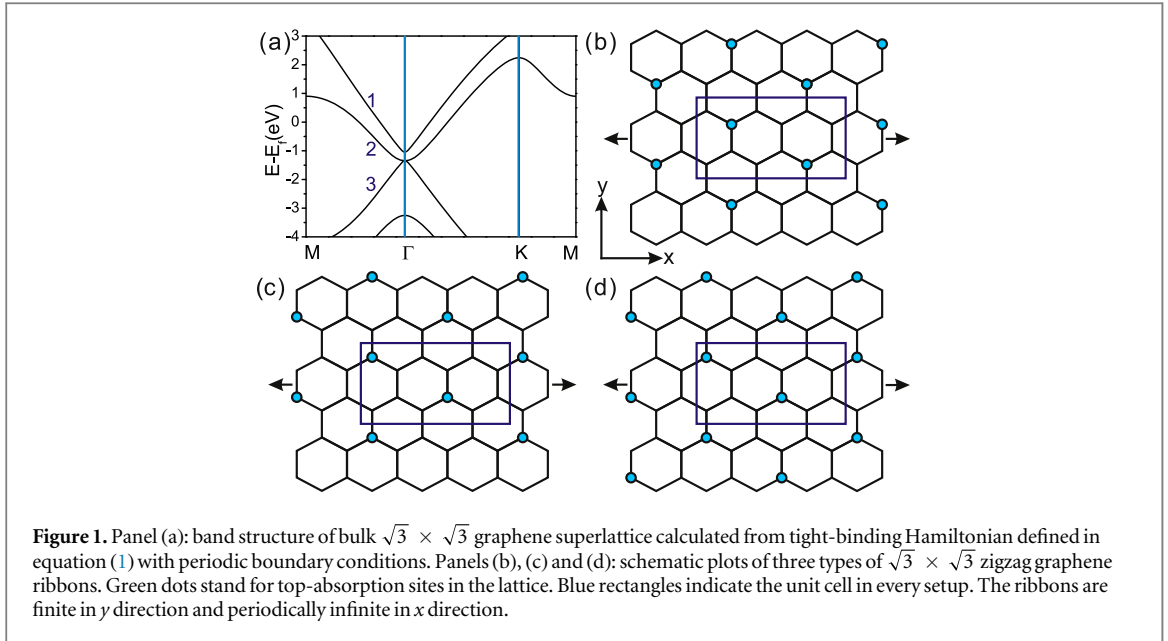 (a)
3
2
1
0
-1
-2
-3
-4
E-E_f(eV)
1
2
3
M
Γ
K
M
(b)
y
x
(c)
(d)
Figure 1. Panel (a): band structure of bulk √3 × √3 graphene superlattice calculated from tight-binding Hamiltonian defined in
equation (1) with periodic boundary conditions. Panels (b), (c) and (d): schematic plots of three types of √3 × √3 zigzag graphene
ribbons. Green dots stand for top-absorption sites in the lattice. Blue rectangles indicate the unit cell in every setup. The ribbons are
finite in y direction and periodically infinite in x direction.